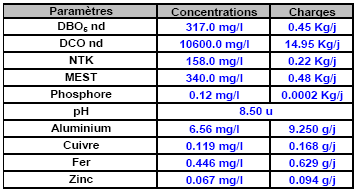 Paramètres Concentrations Charges
DBO₅ nd 317.0 mg/l 0.45 Kg/j
DCO nd 10600.0 mg/l 14.95 Kg/j
NTK 158.0 mg/l 0.22 Kg/j
MEST 340.0 mg/l 0.48 Kg/j
Phosphore 0.12 mg/l 0.0002 Kg/j
pH 8.50 u
Aluminium 6.56 mg/l 9.250 g/j
Cuivre 0.119 mg/l 0.168 g/j
Fer 0.446 mg/l 0.629 g/j
Zinc 0.067 mg/l 0.094 g/j